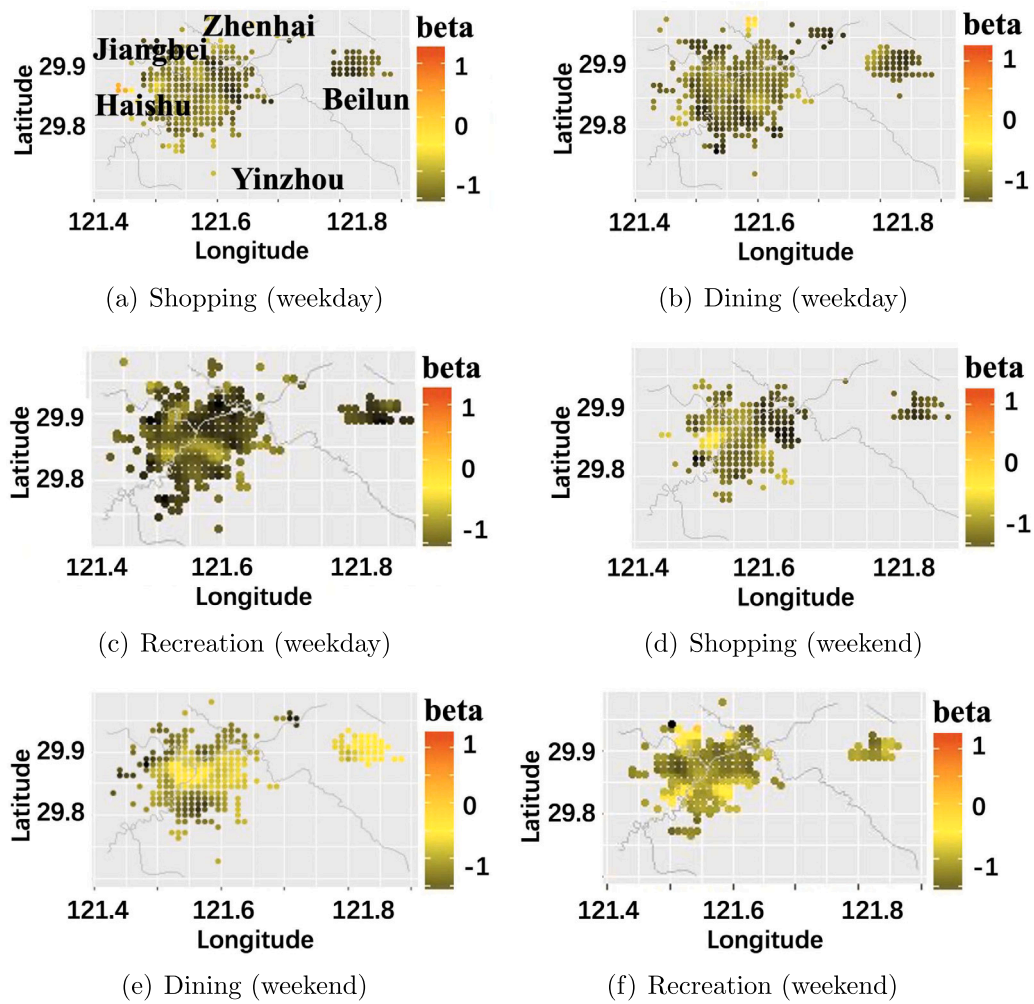 Zhenhai
beta
beta
Jiangbei
29.9
1
29.9
1
Latitude
Haishu
Beilun
0
Latitude
0
29.8
29.8
Yinzhou
-1
-1
121.4 121.6 121.8
121.4 121.6 121.8
Longitude
Longitude
(a) Shopping (weekday)
(b) Dining (weekday)
beta
beta
29.9
1
29.9
1
Latitude
0
Latitude
0
29.8
29.8
-1
-1
121.4 121.6 121.8
121.4 121.6 121.8
Longitude
Longitude
(c) Recreation (weekday)
(d) Shopping (weekend)
beta
beta
29.9
1
29.9
1
Latitude
0
Latitude
0
29.8
29.8
-1
-1
121.4 121.6 121.8
121.4 121.6 121.8
Longitude
Longitude
(e) Dining (weekend)
(f) Recreation (weekend)